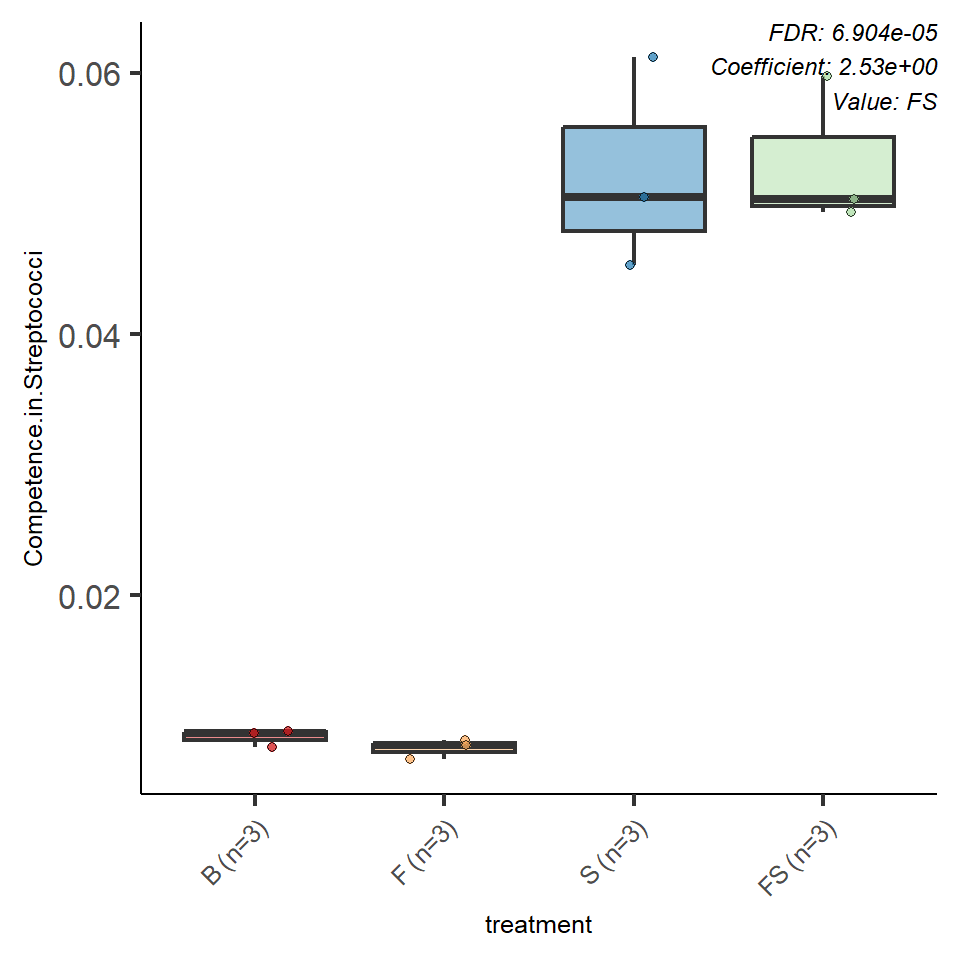 FDR: 6.904e-05
Coefficient: 2.53e+00
Value: FS
0.06
0.04
0.02
Competence.in.Streptococci
B (n=3)
F (n=3)
S (n=3)
FS (n=3)
treatment